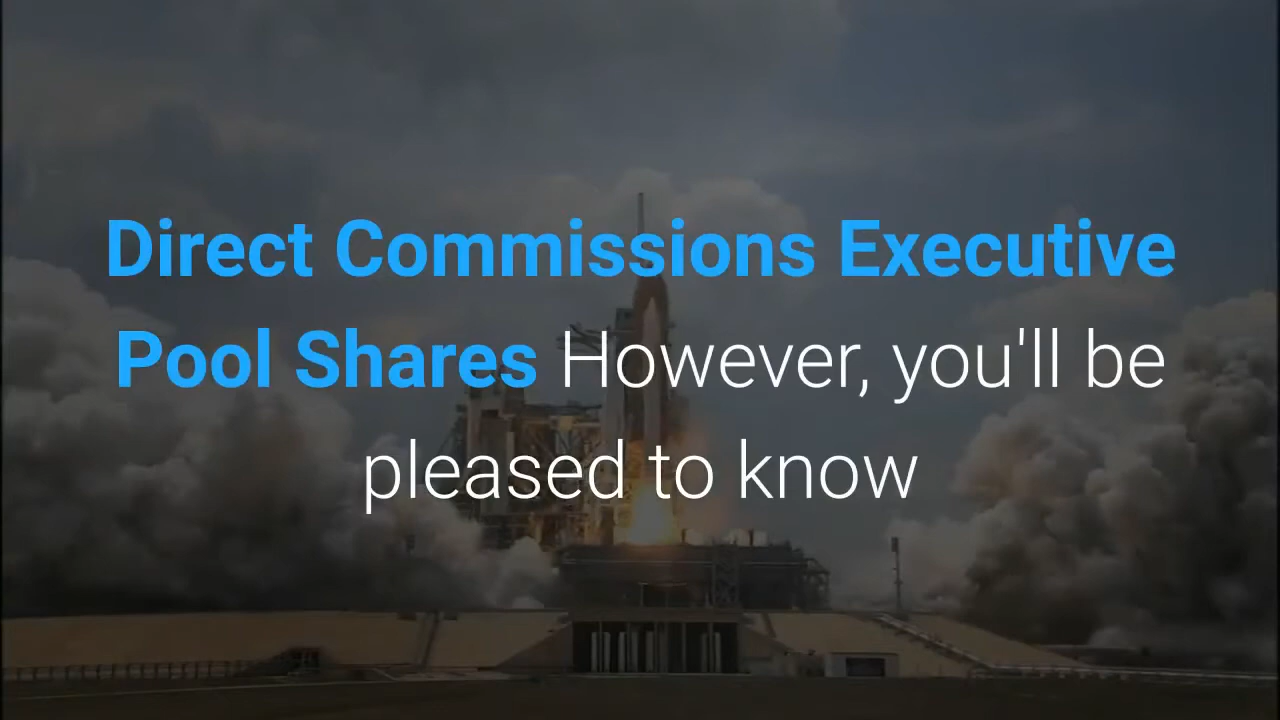 Direct Commissions Executive
Pool Shares However, you'll be
pleased to know